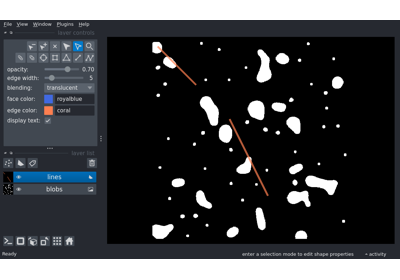 File View Window Plugins Help
layer controls
opacity: 0.70
edge width: 5
blending: translucent
face color: royalblue
edge color: coral
display text:
layer list
lines
blobs
Ready enter a selection mode to edit shape properties activity